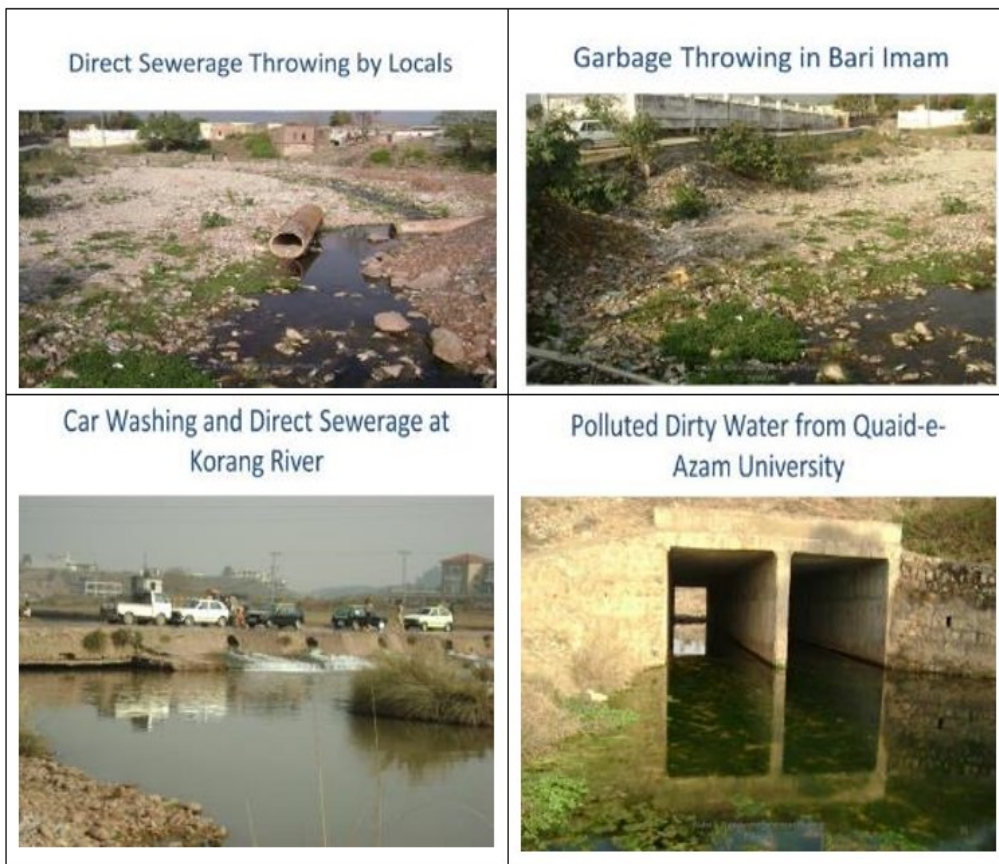 Direct Sewerage Throwing by Locals
Garbage Throwing in Bari Imam
Car Washing and Direct Sewerage at
Korang River
Polluted Dirty Water from Quaid-e-
Azam University